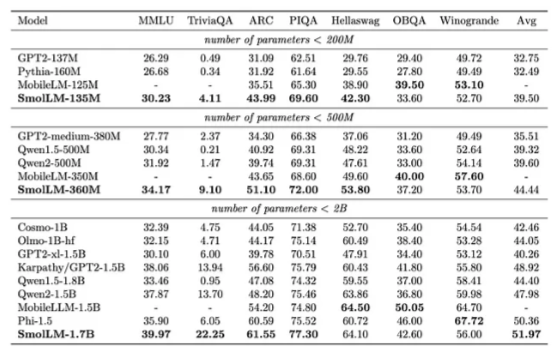 Model MMLU TriviaQA ARC PIQA Hellaswag OBQA Winogrande Avg
number of parameters < 200M
GPT2-137M 26.29 0.49 31.09 62.51 29.76 29.40 49.72 32.75
Pythia-160M 26.68 0.34 31.92 61.64 29.55 27.80 49.49 32.49
MobileLM-125M - - 35.51 65.30 38.90 39.50 53.10 -
SmolLM-135M 30.23 4.11 43.99 69.60 42.30 33.60 52.70 39.50
number of parameters < 500M
GPT2-medium-380M 27.77 2.37 34.30 66.38 37.06 31.20 49.49 35.51
Qwen1.5-500M 30.34 0.21 40.92 69.31 48.22 33.60 52.64 39.32
Qwen2-500M 31.92 1.47 39.74 69.31 47.61 33.00 54.14 39.60
MobileLM-350M - - 43.65 68.60 49.60 40.00 57.60 -
SmolLM-360M 34.17 9.10 51.10 72.00 53.80 37.20 53.70 44.44
number of parameters < 2B
Cosmo-1B 32.39 4.75 44.05 71.38 52.70 35.40 54.54 42.46
Olmo-1B-hf 32.15 4.71 44.17 75.14 60.49 38.40 53.28 44.05
GPT2-xl-1.5B 30.10 6.00 39.78 70.51 47.91 34.40 53.12 40.26
Karpathy/GPT2-1.5B 38.06 13.94 56.60 75.79 60.43 41.80 55.80 48.92
Qwen1.5-1.8B 33.46 0.95 47.08 74.32 59.55 37.00 58.41 44.40
Qwen2-1.5B 37.87 13.70 48.20 75.46 63.86 36.80 59.98 47.98
MobileLLM-1.5B - - 54.20 74.80 64.50 50.05 64.70 -
Phi-1.5 35.90 6.05 60.59 75.52 60.72 46.00 67.72 50.36
SmolLM-1.7B 39.97 22.25 61.55 77.30 64.10 42.60 56.00 51.97